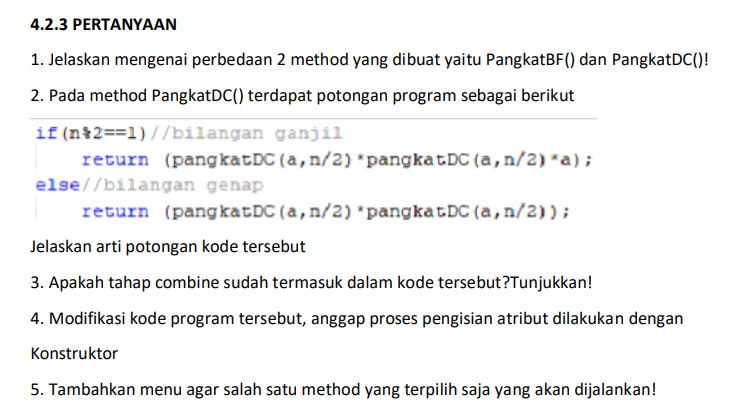 4.2.3 PERTANYAAN
1. Jelaskan mengenai perbedaan 2 method yang dibuat yaitu PangkatBF() dan PangkatDC()!
2. Pada method PangkatDC() terdapat potongan program sebagai berikut
if(n%2==1)//bilangan ganjil
return (pangkatDC(a,n/2)*pangkatDC(a,n/2)*a);
else//bilangan genap
return (pangkatDC(a,n/2)*pangkatDC(a,n/2));
Jelaskan arti potongan kode tersebut
3. Apakah tahap combine sudah termasuk dalam kode tersebut?Tunjukkan!
4. Modifikasi kode program tersebut, anggap proses pengisian atribut dilakukan dengan
Konstruktor
5. Tambahkan menu agar salah satu method yang terpilih saja yang akan dijalankan!